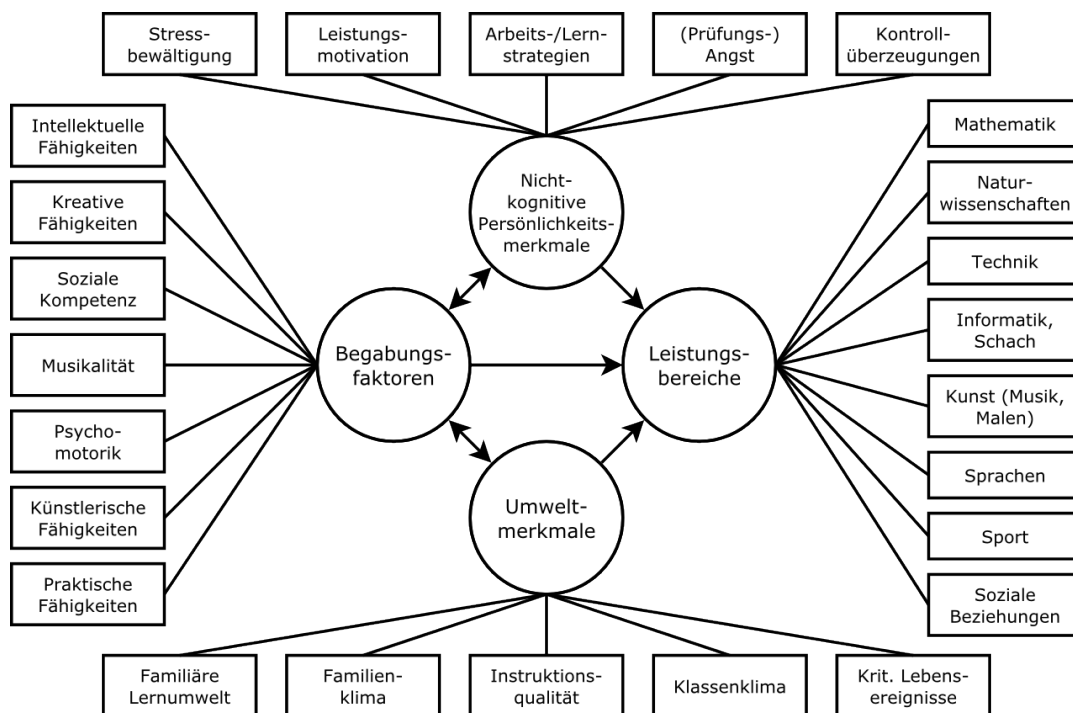 Stress-
bewältigung
Leistungs-
motivation
Arbeits-/Lern-
strategien
(Prüfungs-)
Angst
Kontroll-
überzeugungen
Intellektuelle
Fähigkeiten
Kreative
Fähigkeiten
Soziale
Kompetenz
Musikalität
Psycho-
motorik
Künstlerische
Fähigkeiten
Praktische
Fähigkeiten
Nicht-
kognitive
Persönlichkeits-
merkmale
Begabungs-
faktoren
Leistungs-
bereiche
Umwelt-
merkmale
Mathematik
Natur-
wissenschaften
Technik
Informatik,
Schach
Kunst (Musik,
Malen)
Sprachen
Sport
Soziale
Beziehungen
Familiäre
Lernumwelt
Familien-
klima
Instruktions-
qualität
Klassenklima
Krit. Lebens-
ereignisse